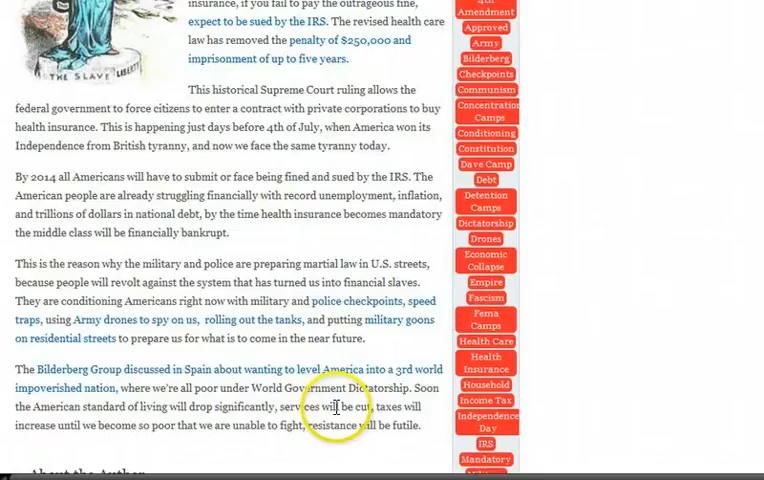 insurance, if you fail to pay the outrageous fine,
expect to be sued by the IRS. The revised health care
law has removed the penalty of $250,000 and
imprisonment of up to five years.
THE SLAVE LIBERTY
This historical Supreme Court ruling allows the
federal government to force citizens to enter a contract with private corporations to buy
health insurance. This is happening just days before 4th of July, when America won its
Independence from British tyranny, and now we face the same tyranny today.
By 2014 all Americans will have to submit or face being fined and sued by the IRS. The
American people are already struggling financially with record unemployment, inflation,
and trillions of dollars in national debt, by the time health insurance becomes mandatory
the middle class will be financially bankrupt.
This is the reason why the military and police are preparing martial law in U.S. streets,
because people will revolt against the system that has turned us into financial slaves.
They are conditioning Americans right now with military and police checkpoints, speed
traps, using Army drones to spy on us, rolling out the tanks, and putting military goons
on residential streets to prepare us for what is to come in the near future.
The Bilderberg Group discussed in Spain about wanting to level America into a 3rd world
impoverished nation, where we're all poor under World Government Dictatorship. Soon
the American standard of living will drop significantly, services will be cut, taxes will
increase until we become so poor that we are unable to fight, resistance will be futile.
About the Author
4th
Amendment
Approved
Army
Bilderberg
Checkpoints
Communism
Concentration
Camps
Conditioning
Constitution
Dave Camp
Debt
Detention
Camps
Dictatorship
Drones
Economic
Collapse
Empire
Fascism
Fema
Camps
Health Care
Health
Insurance
Household
Income Tax
Independence
Day
IRS
Mandatory